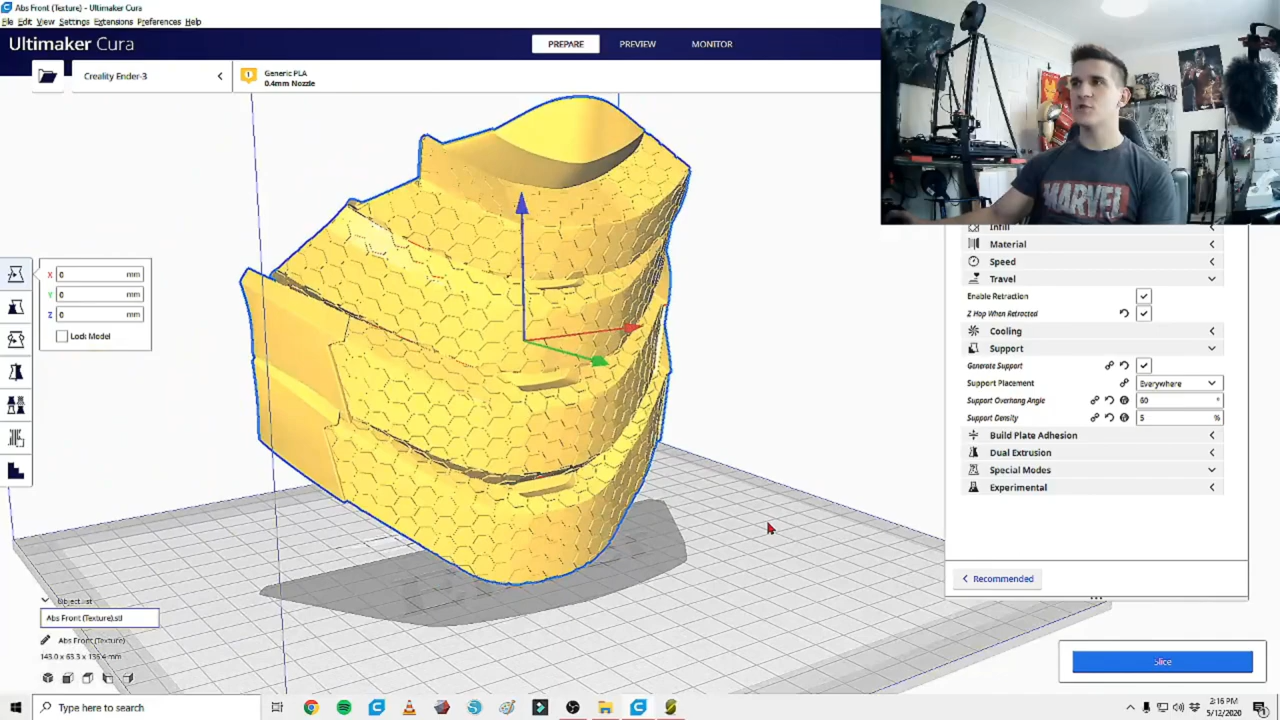 Abs Front (Texture) - Ultimaker Cura
File Edit View Settings Extensions Preferences Help
Ultimaker Cura
PREPARE PREVIEW MONITOR
Creality Ender-3
Generic PLA
0.4mm Nozzle
MARVEL
Infill
Material
Speed
Travel
Enable Retraction
Z Hop When Retracted
Cooling
Support
Generate Support
Support Placement Everywhere
Support Overhang Angle 60 °
Support Density 5 %
Build Plate Adhesion
Dual Extrusion
Special Modes
Experimental
Recommended
X 0 mm
Y 0 mm
Z 0 mm
Lock Model
Object list
Abs Front (Texture).stl
Abs Front (Texture)
Slice
Type here to search
2:16 PM
5/12/2020